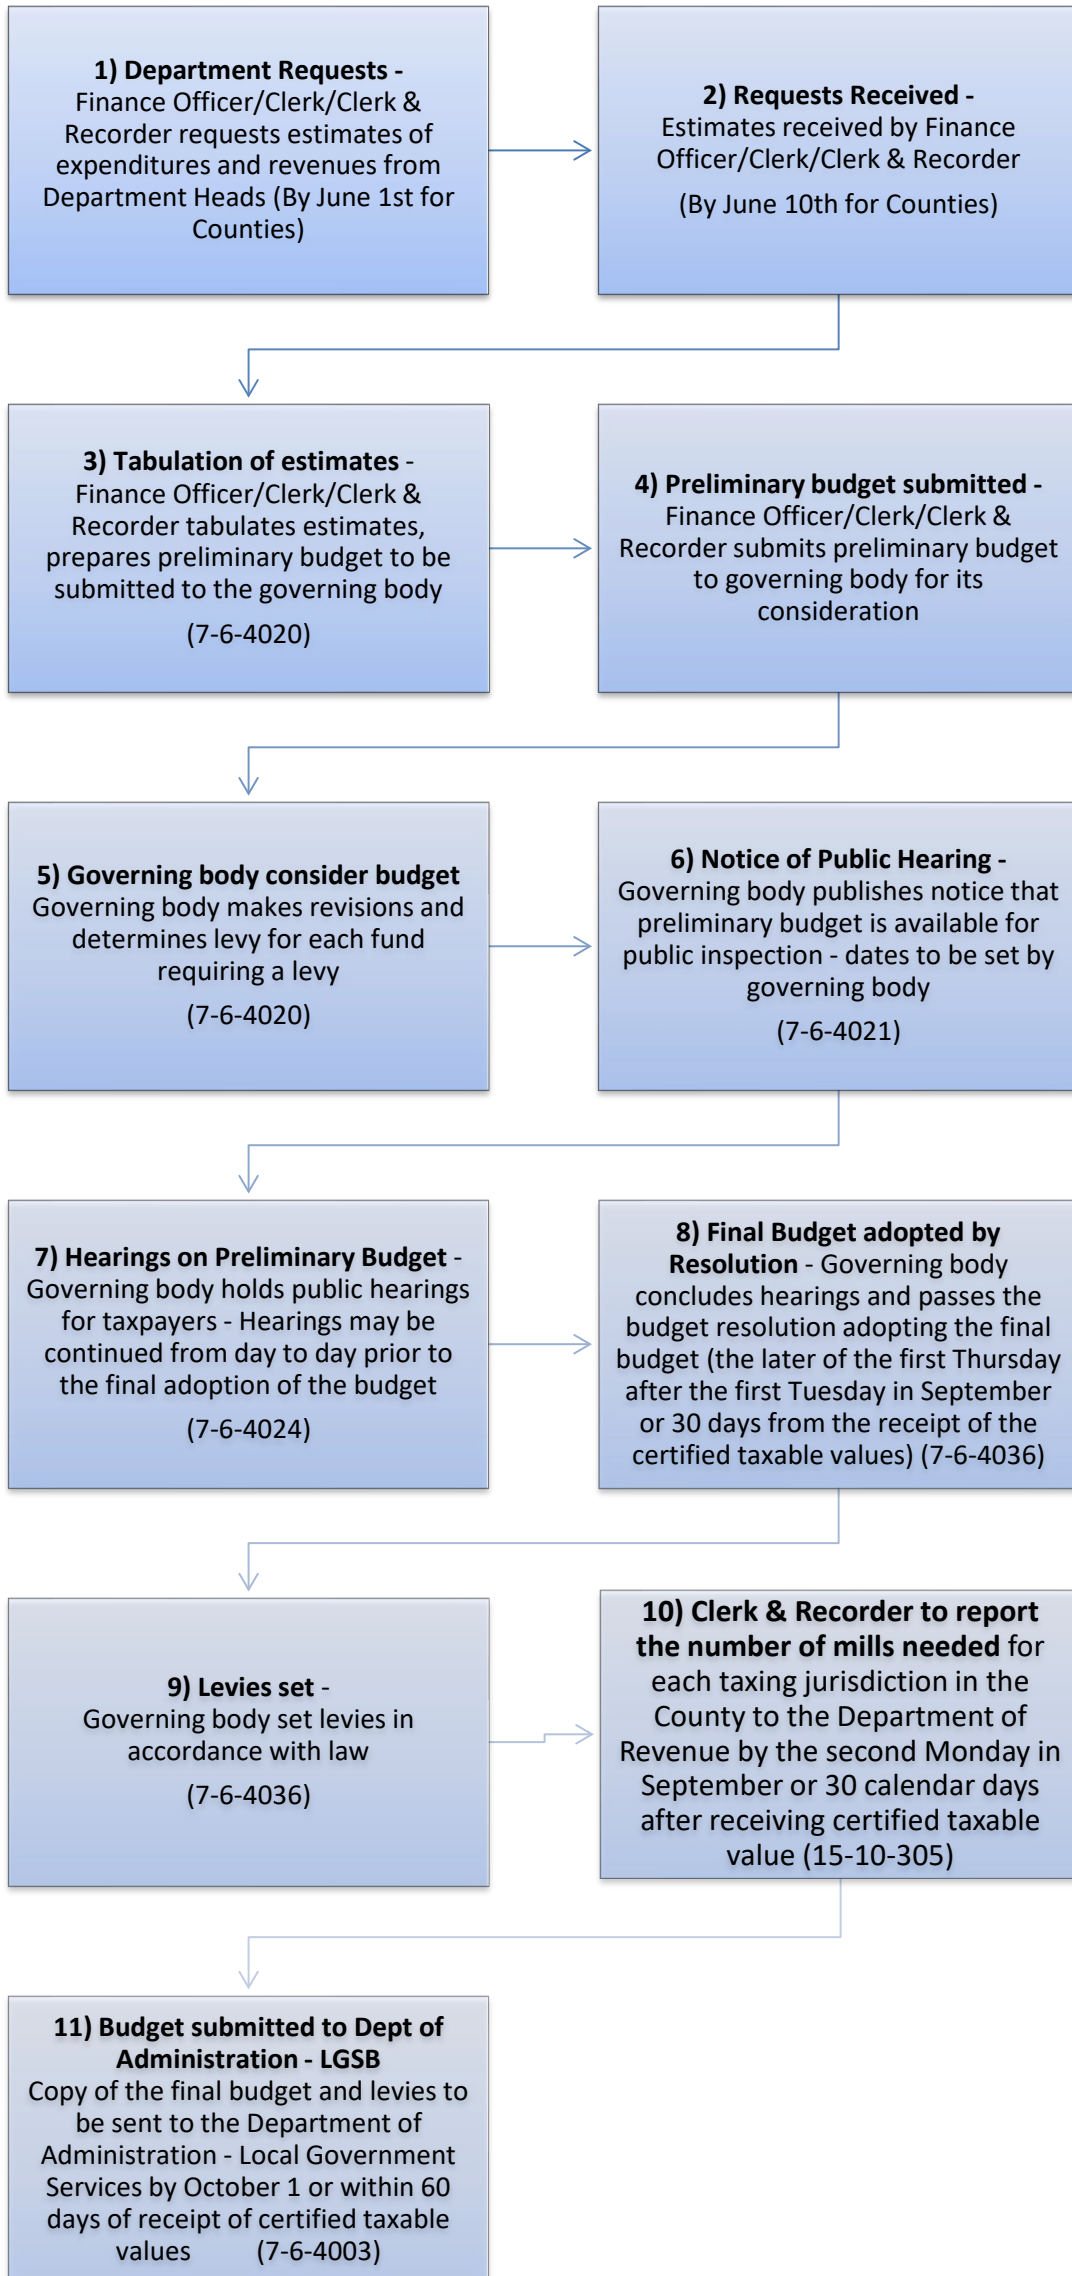 1) Department Requests -
Finance Officer/Clerk/Clerk &
Recorder requests estimates of
expenditures and revenues from
Department Heads (By June 1st for
Counties)
2) Requests Received -
Estimates received by Finance
Officer/Clerk/Clerk & Recorder
(By June 10th for Counties)
3) Tabulation of estimates -
Finance Officer/Clerk/Clerk &
Recorder tabulates estimates,
prepares preliminary budget to be
submitted to the governing body
(7-6-4020)
4) Preliminary budget submitted -
Finance Officer/Clerk/Clerk &
Recorder submits preliminary budget
to governing body for its
consideration
5) Governing body consider budget
Governing body makes revisions and
determines levy for each fund
requiring a levy
(7-6-4020)
6) Notice of Public Hearing -
Governing body publishes notice that
preliminary budget is available for
public inspection - dates to be set by
governing body
(7-6-4021)
7) Hearings on Preliminary Budget -
Governing body holds public hearings
for taxpayers - Hearings may be
continued from day to day prior to
the final adoption of the budget
(7-6-4024)
8) Final Budget adopted by
Resolution - Governing body
concludes hearings and passes the
budget resolution adopting the final
budget (the later of the first Thursday
after the first Tuesday in September
or 30 days from the receipt of the
certified taxable values) (7-6-4036)
9) Levies set -
Governing body set levies in
accordance with law
(7-6-4036)
10) Clerk & Recorder to report
the number of mills needed for
each taxing jurisdiction in the
County to the Department of
Revenue by the second Monday in
September or 30 calendar days
after receiving certified taxable
value (15-10-305)
11) Budget submitted to Dept of
Administration - LGSB
Copy of the final budget and levies to
be sent to the Department of
Administration - Local Government
Services by October 1 or within 60
days of receipt of certified taxable
values (7-6-4003)